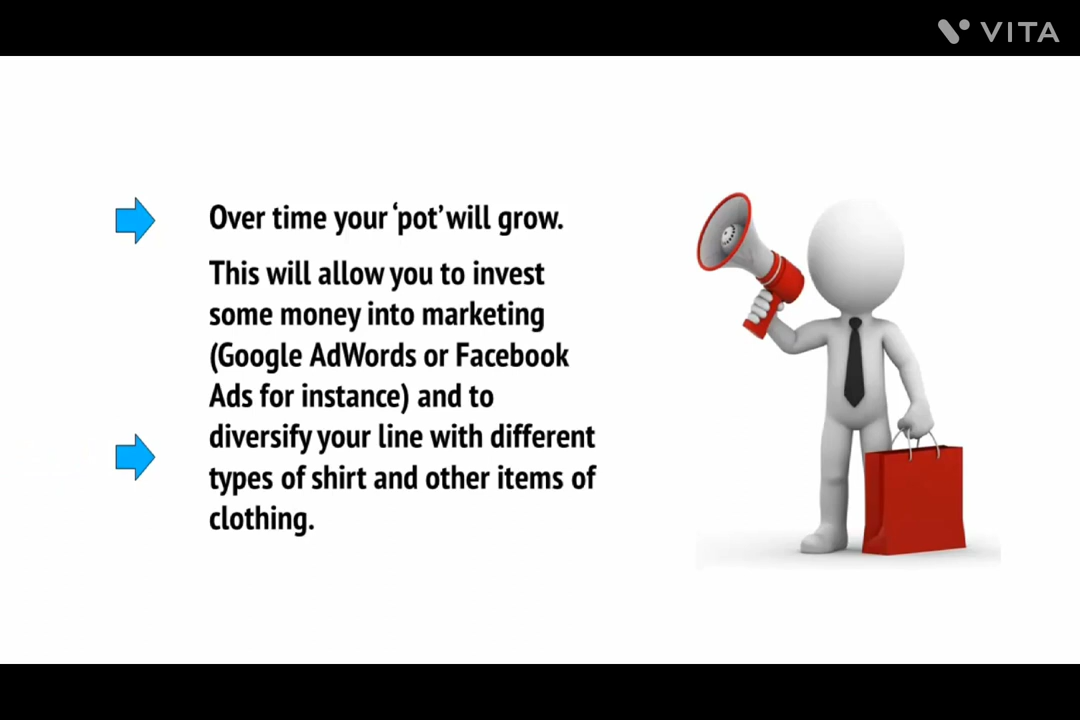 VITA
Over time your ‘pot’ will grow.
This will allow you to invest
some money into marketing
(Google AdWords or Facebook
Ads for instance) and to
diversify your line with different
types of shirt and other items of
clothing.